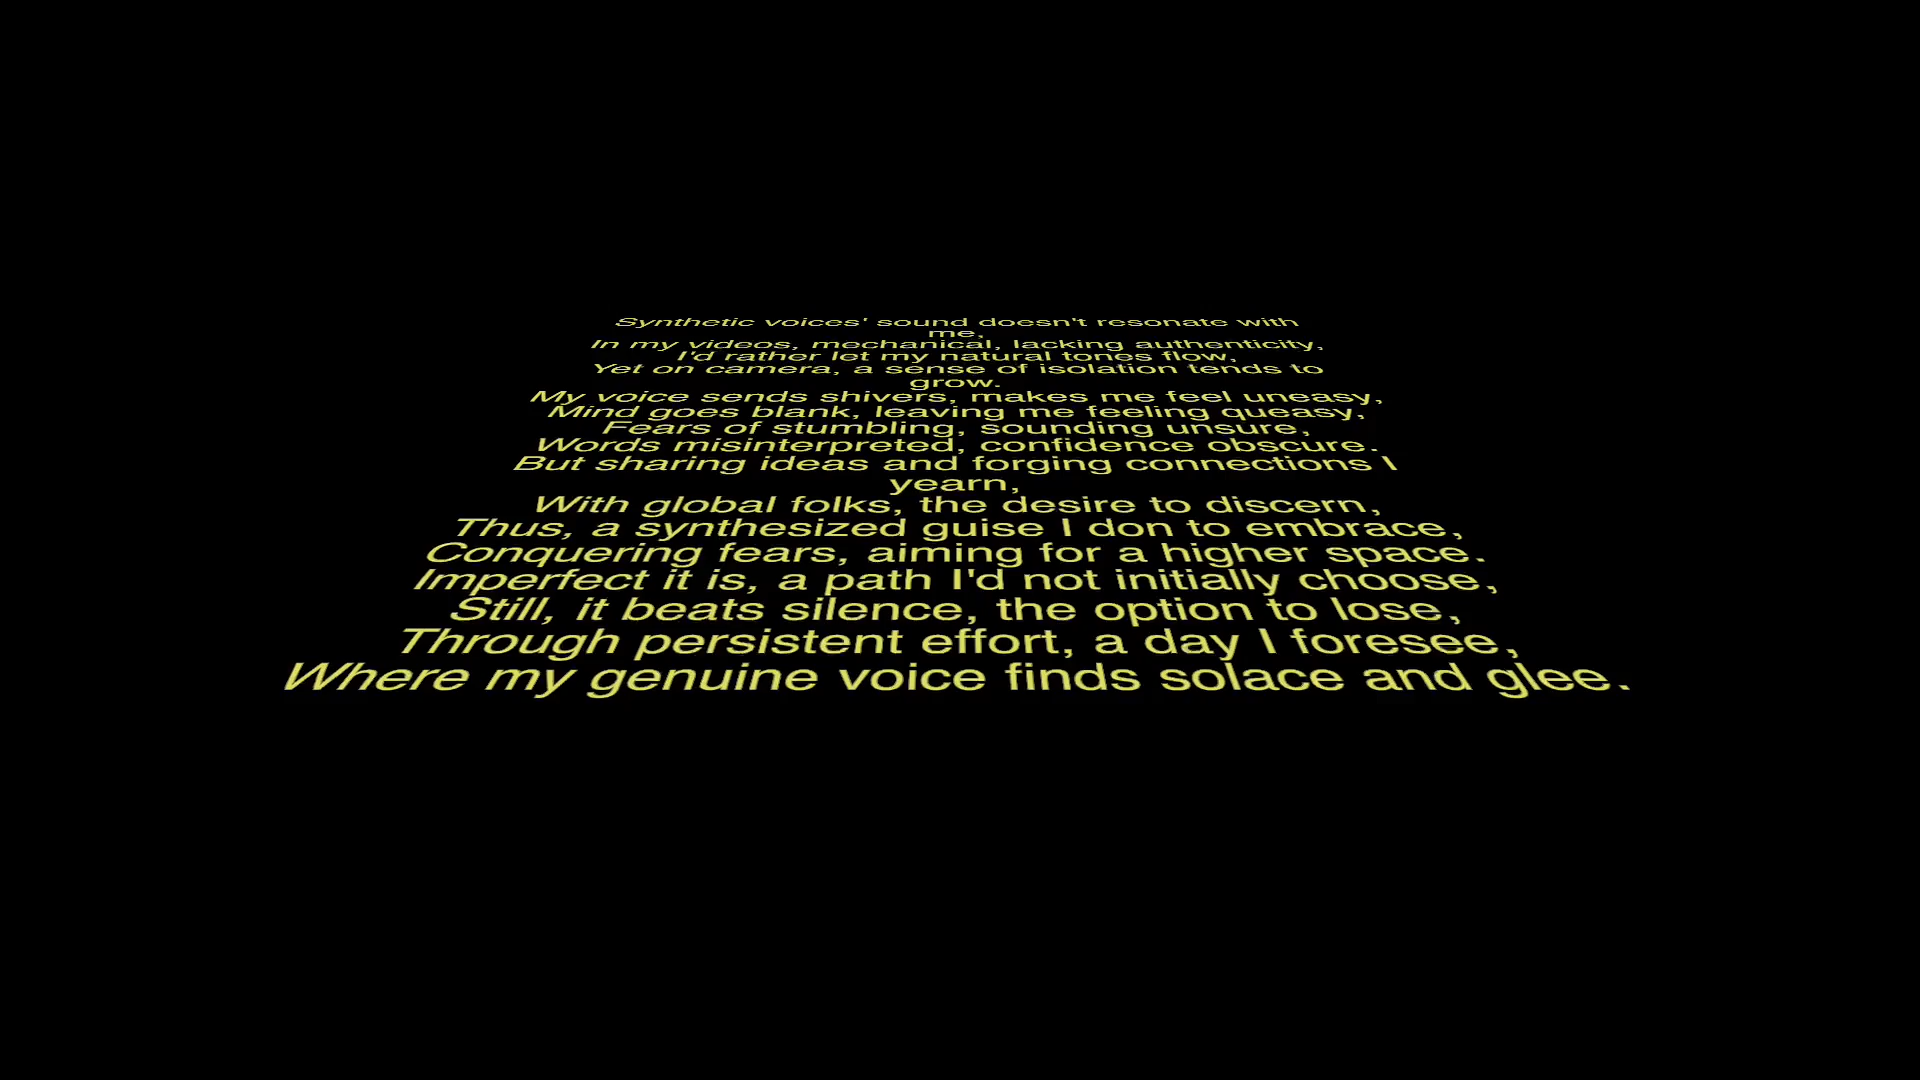 Synthetic voices' sound doesn't resonate with
me,
In my videos, mechanical, lacking authenticity,
I'd rather let my natural tones flow,
Yet on camera, a sense of isolation tends to
grow.
My voice sends shivers, makes me feel uneasy,
Mind goes blank, leaving me feeling queasy,
Fears of stumbling, sounding unsure,
Words misinterpreted, confidence obscure.
But sharing ideas and forging connections I
yearn,
With global folks, the desire to discern,
Thus, a synthesized guise I don to embrace,
Conquering fears, aiming for a higher space.
Imperfect it is, a path I'd not initially choose,
Still, it beats silence, the option to lose,
Through persistent effort, a day I foresee,
Where my genuine voice finds solace and glee.